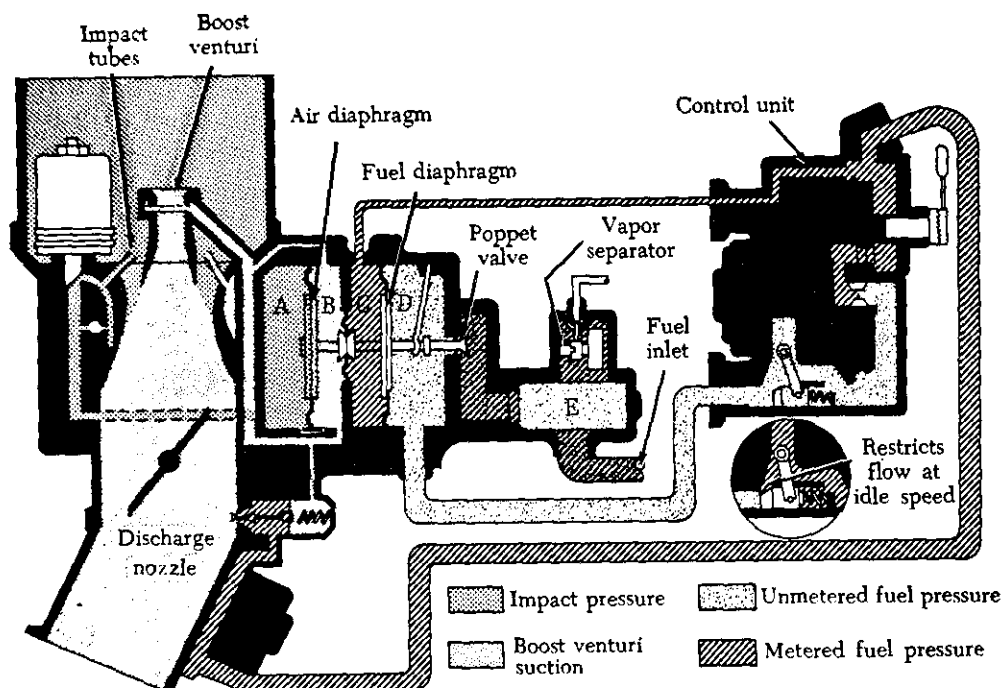 Impact
tubes
Boost
venturi
Air diaphragm
Fuel diaphragm
Poppet
valve
Vapor
separator
Control unit
Fuel
inlet
A
B
C
D
E
Restricts
flow at
idle speed
Discharge
nozzle
Impact pressure
Unmetered fuel pressure
Boost venturi
suction
Metered fuel pressure